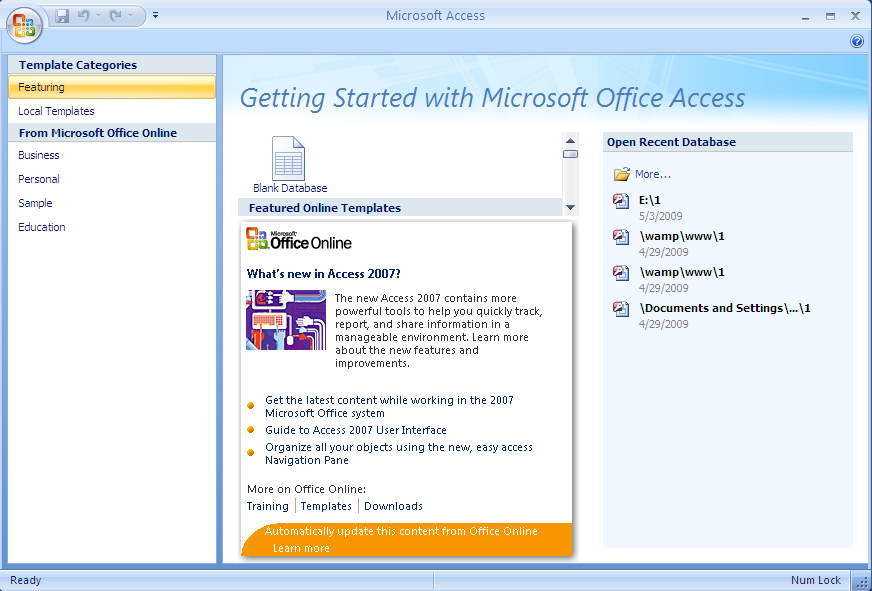 Microsoft Access
Template Categories
Featuring
Local Templates
From Microsoft Office Online
Business
Personal
Sample
Education
Getting Started with Microsoft Office Access
Blank Database
Featured Online Templates
Microsoft®
Office Online
What's new in Access 2007?
The new Access 2007 contains more
powerful tools to help you quickly track,
report, and share information in a
manageable environment. Learn more
about the new features and
improvements.
Get the latest content while working in the 2007
Microsoft Office system
Guide to Access 2007 User Interface
Organize all your objects using the new, easy access
Navigation Pane
More on Office Online:
Training | Templates | Downloads
Automatically update this content from Office Online
Learn more
Open Recent Database
More...
E:\1
5/3/2009
\wamp\www\1
4/29/2009
\wamp\www\1
4/29/2009
\Documents and Settings\...\1
4/29/2009
Ready
Num Lock